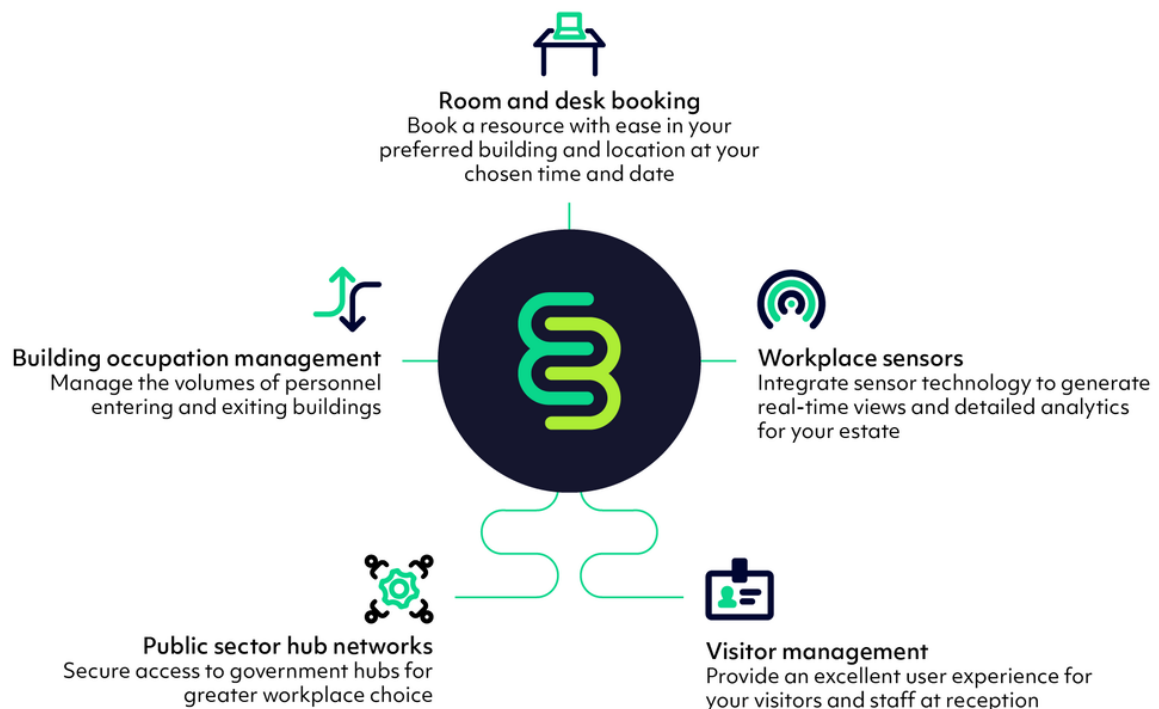 Room and desk booking
Book a resource with ease in your
preferred building and location at your
chosen time and date
Building occupation management
Manage the volumes of personnel
entering and exiting buildings
Workplace sensors
Integrate sensor technology to generate
real-time views and detailed analytics
for your estate
Public sector hub networks
Secure access to government hubs for
greater workplace choice
Visitor management
Provide an excellent user experience for
your visitors and staff at reception